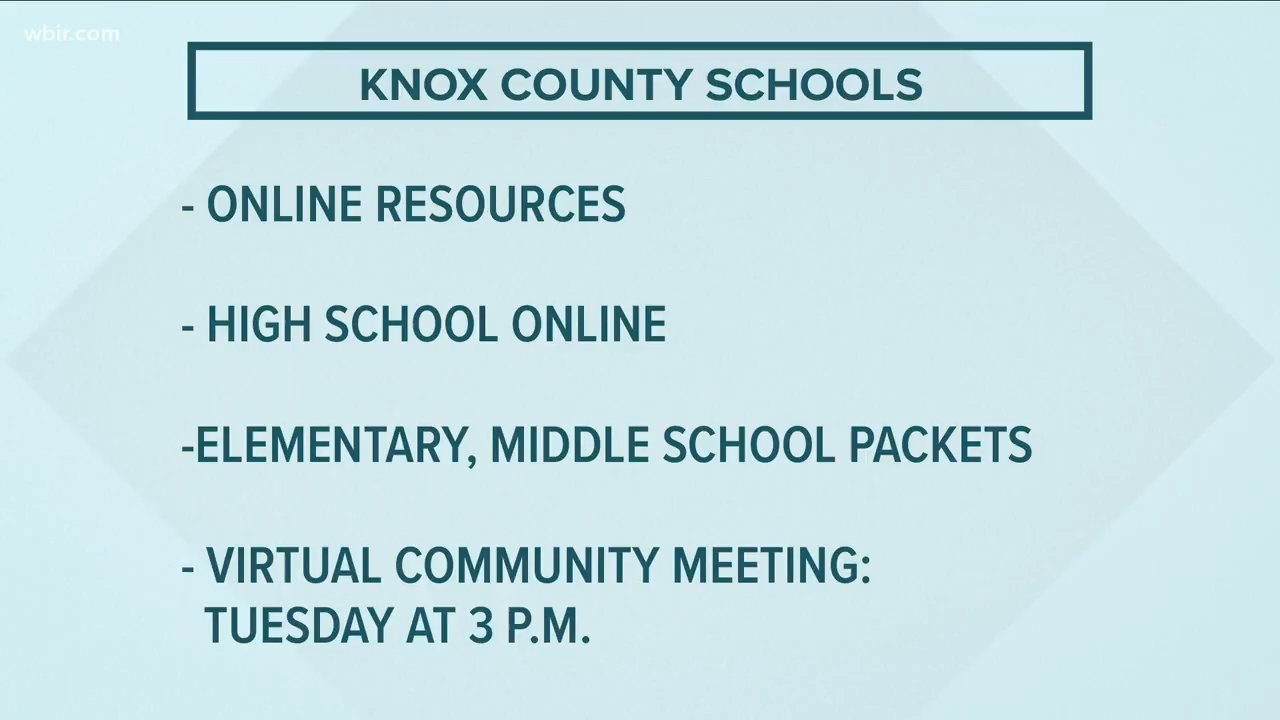 wbir.com
KNOX COUNTY SCHOOLS
- ONLINE RESOURCES
- HIGH SCHOOL ONLINE
-ELEMENTARY, MIDDLE SCHOOL PACKETS
- VIRTUAL COMMUNITY MEETING:
TUESDAY AT 3 P.M.